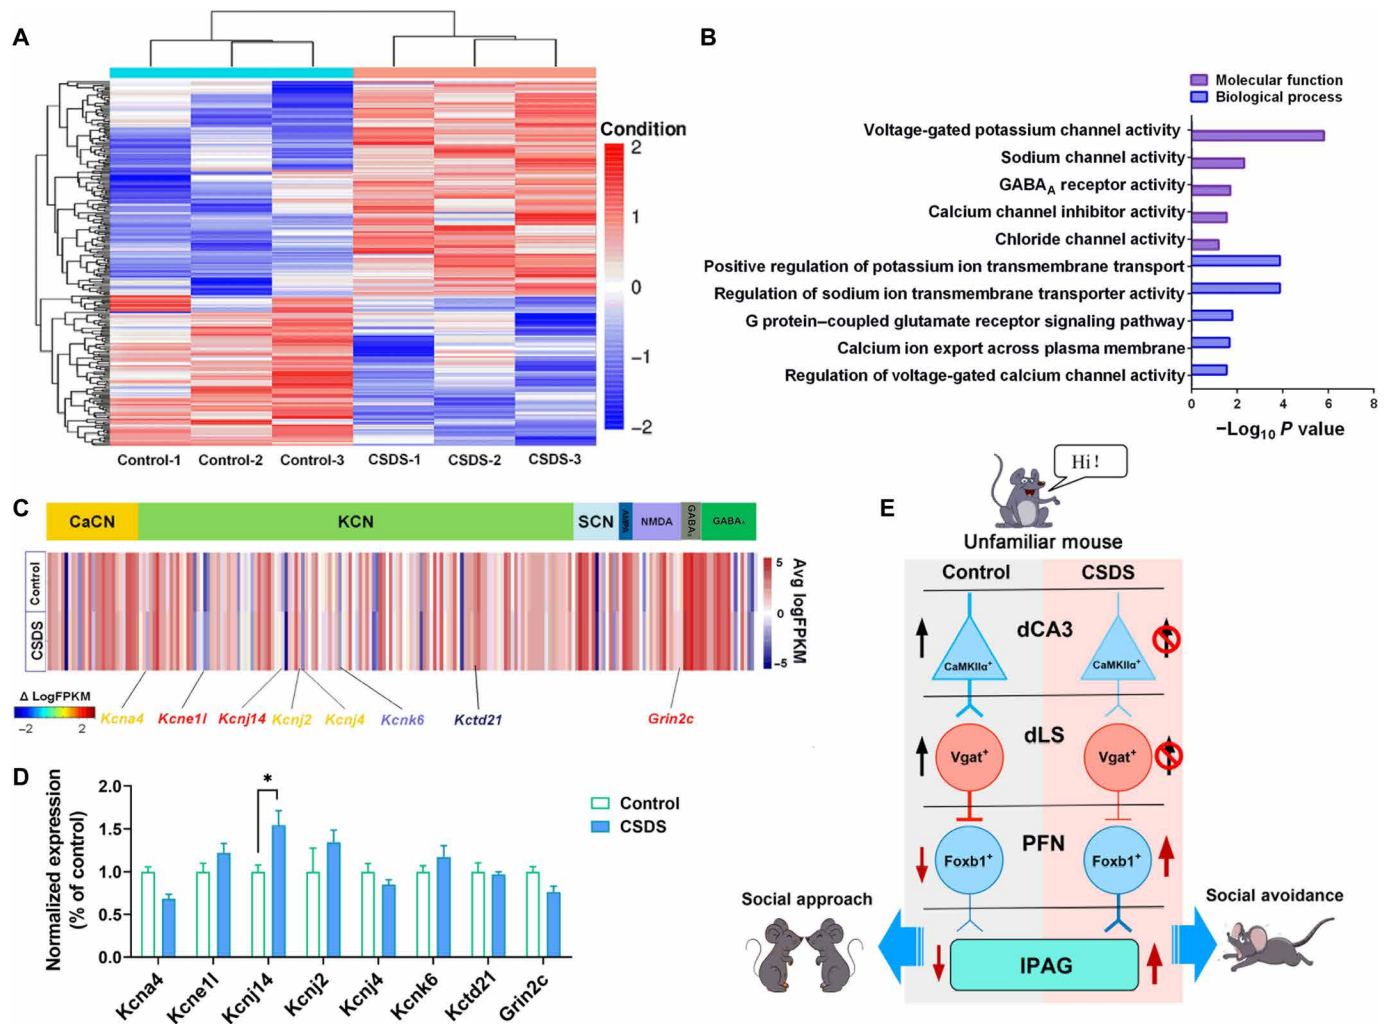 A
Condition
2
1
0
−1
−2
Control-1
Control-2
Control-3
CSDS-1
CSDS-2
CSDS-3
B
Molecular function
Biological process
Voltage-gated potassium channel activity
Sodium channel activity
GABAA receptor activity
Calcium channel inhibitor activity
Chloride channel activity
Positive regulation of potassium ion transmembrane transport
Regulation of sodium ion transmembrane transporter activity
G protein–coupled glutamate receptor signaling pathway
Calcium ion export across plasma membrane
Regulation of voltage-gated calcium channel activity
0
2
4
6
8
−Log10 P value
C
CaCN
KCN
SCN
AMPA
NMDA
GABA
GABA
Control
CSDS
5
0
−5
Avg logFPKM
Δ LogFPKM
−2
2
Kcna4
Kcne1l
Kcnj14
Kcnj2
Kcnj4
Kcnk6
Kctd21
Grin2c
D
Normalized expression
(% of control)
2.0
1.5
1.0
0.5
0.0
*
Control
CSDS
Kcna4
Kcne1l
Kcnj14
Kcnj2
Kcnj4
Kcnk6
Kctd21
Grin2c
E
Hi!
Unfamiliar mouse
Control
CSDS
dCA3
CaMKIIα+
CaMKIIα+
dLS
Vgat+
Vgat+
PFN
Foxb1+
Foxb1+
Social approach
Social avoidance
lPAG